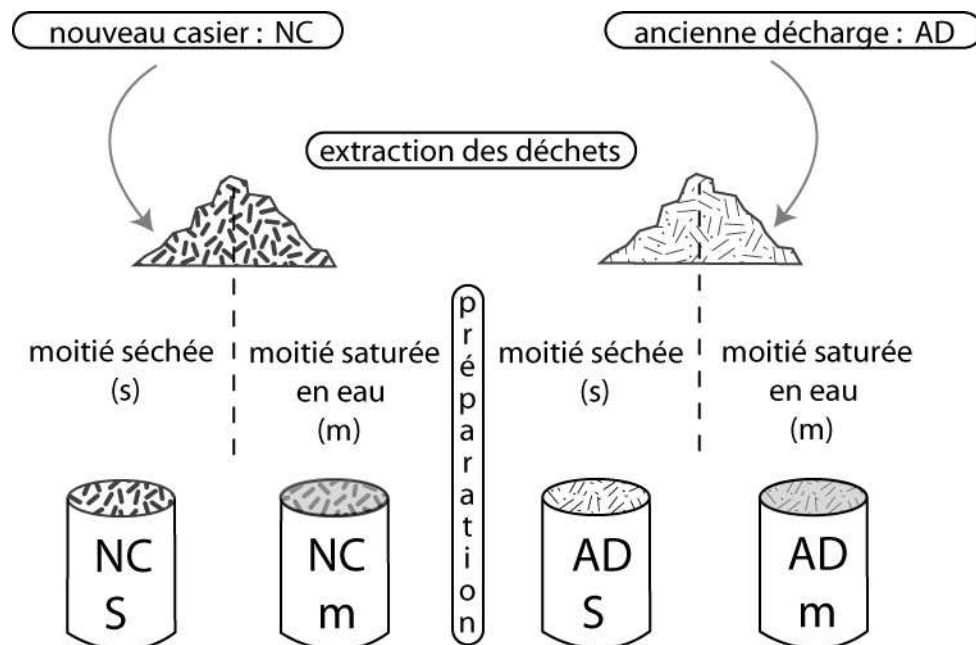 nouveau casier : NC
ancienne décharge : AD
extraction des déchets
moitié séchée
(s)
moitié saturée
en eau
(m)
préparation
moitié séchée
(s)
moitié saturée
en eau
(m)
NC
S
NC
m
AD
S
AD
m